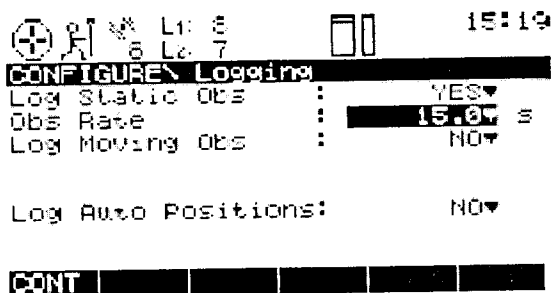 L1: 8 15:19
8 L2: 7
CONFIGURE\ Logging
Log Static Obs : YES
Obs Rate : 15.0 s
Log Moving Obs : NO
Log Auto Positions: NO
CONT